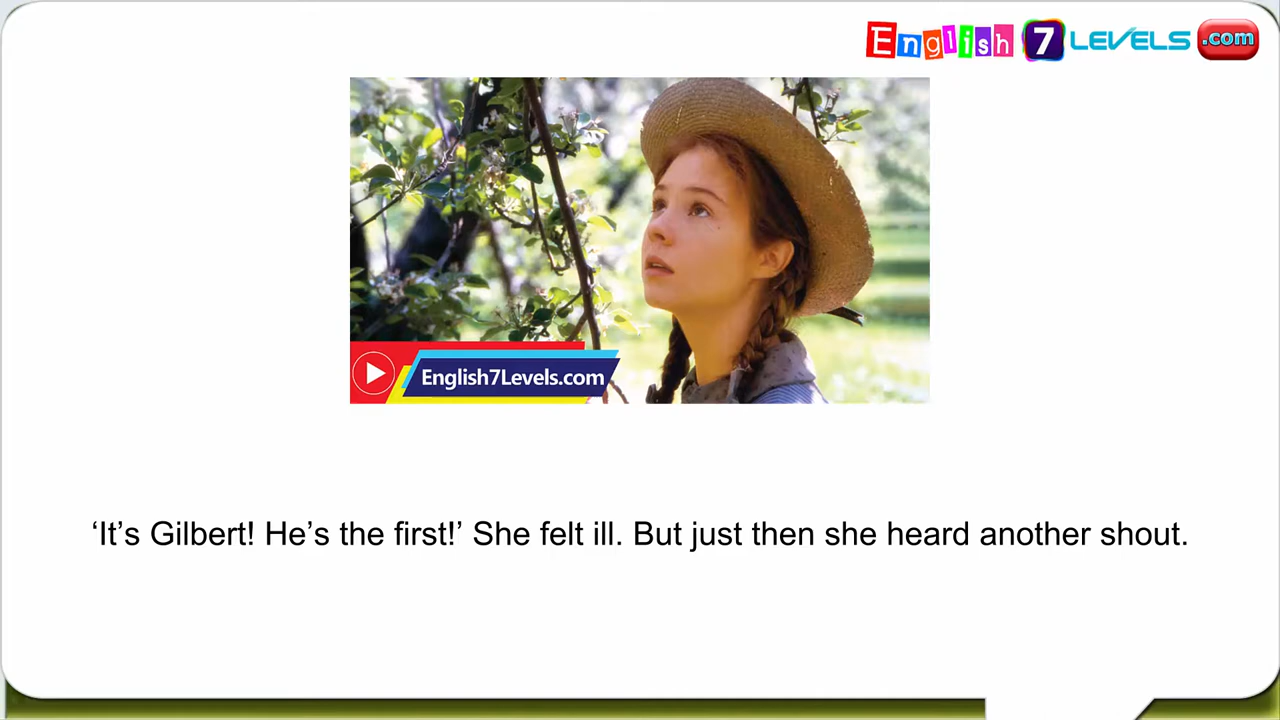 English 7 LEVELS .com
English7Levels.com
‘It’s Gilbert! He’s the first!’ She felt ill. But just then she heard another shout.